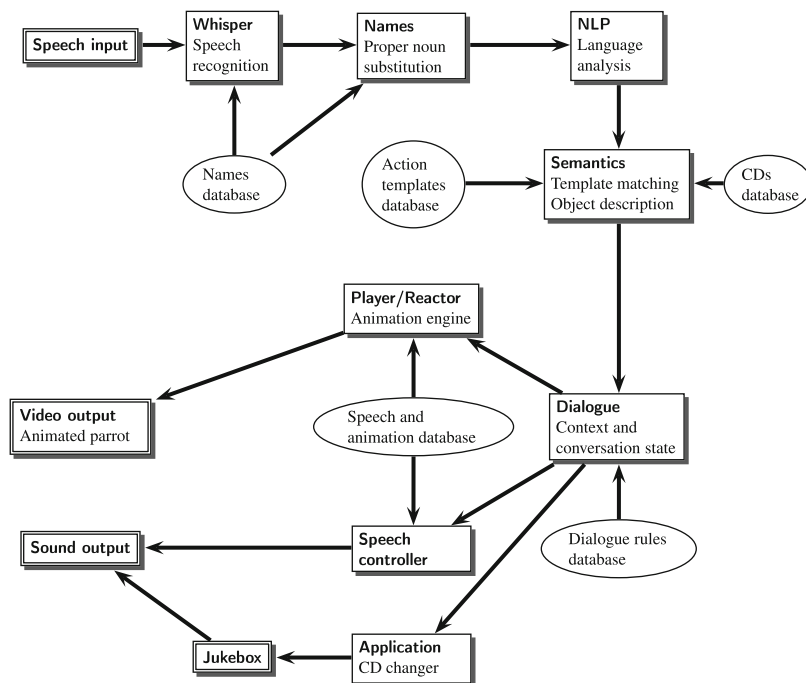 Speech input
Whisper
Speech
recognition
Names
Proper noun
substitution
NLP
Language
analysis
Names
database
Action
templates
database
Semantics
Template matching
Object description
CDs
database
Player/Reactor
Animation engine
Video output
Animated parrot
Speech and
animation database
Dialogue
Context and
conversation state
Sound output
Speech
controller
Dialogue rules
database
Jukebox
Application
CD changer